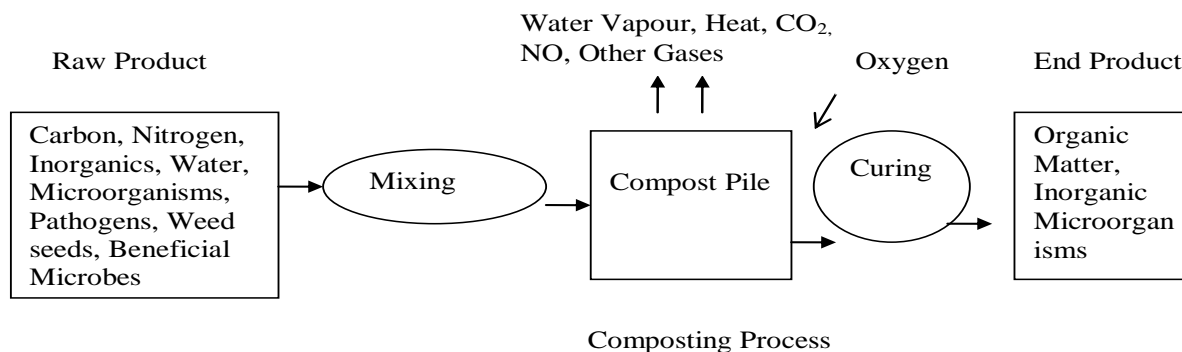 Water Vapour, Heat, CO₂,
NO, Other Gases
Raw Product
Oxygen
End Product
Carbon, Nitrogen,
Inorganics, Water,
Microorganisms,
Pathogens, Weed
seeds, Beneficial
Microbes
Mixing
Compost Pile
Curing
Organic
Matter,
Inorganic
Microorgan
isms
Composting Process